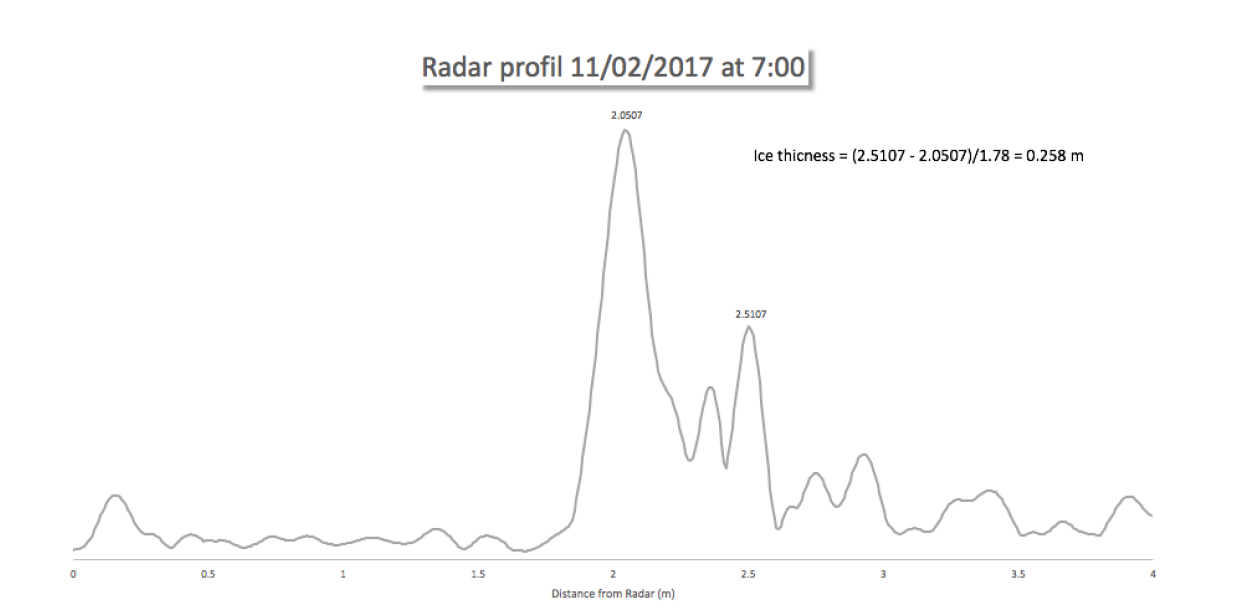 Radar profil 11/02/2017 at 7:00
2.0507
Ice thicness = (2.5107 - 2.0507)/1.78 = 0.258 m
2.5107
0 0.5 1 1.5 2 2.5 3 3.5 4
Distance from Radar (m)